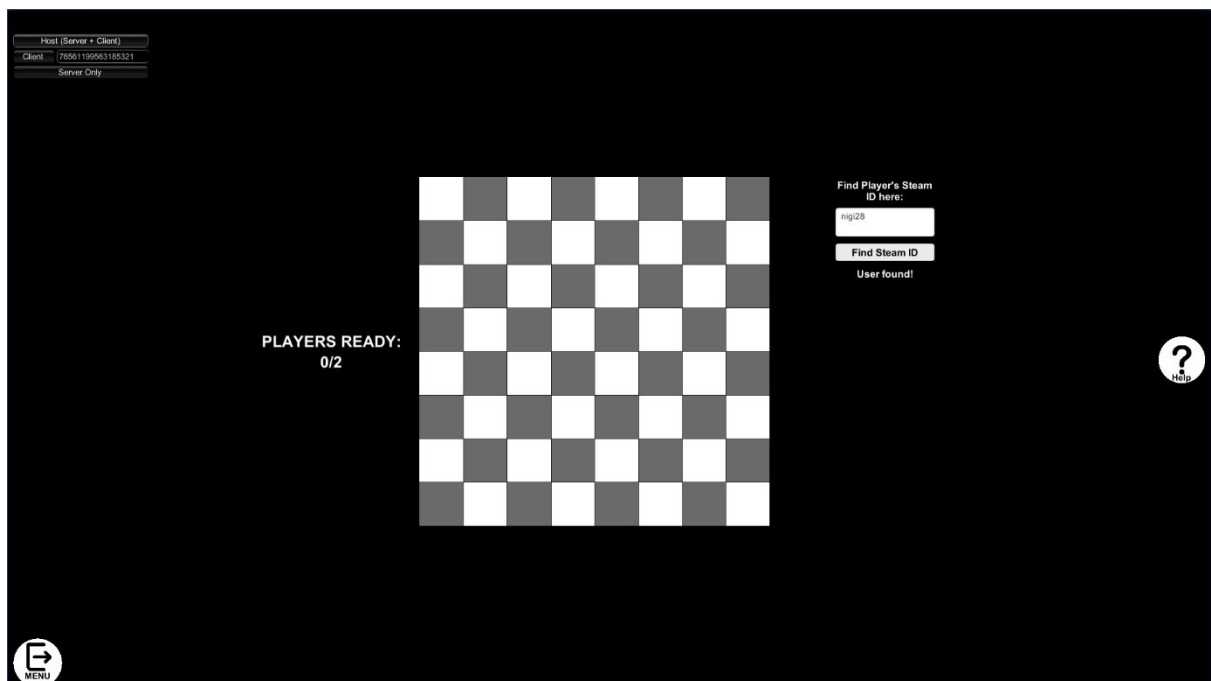 Host (Server + Client)
Client 76561199563185321
Server Only
Find Player's Steam
ID here:
nigi28
Find Steam ID
User found!
PLAYERS READY:
0/2
Help
MENU